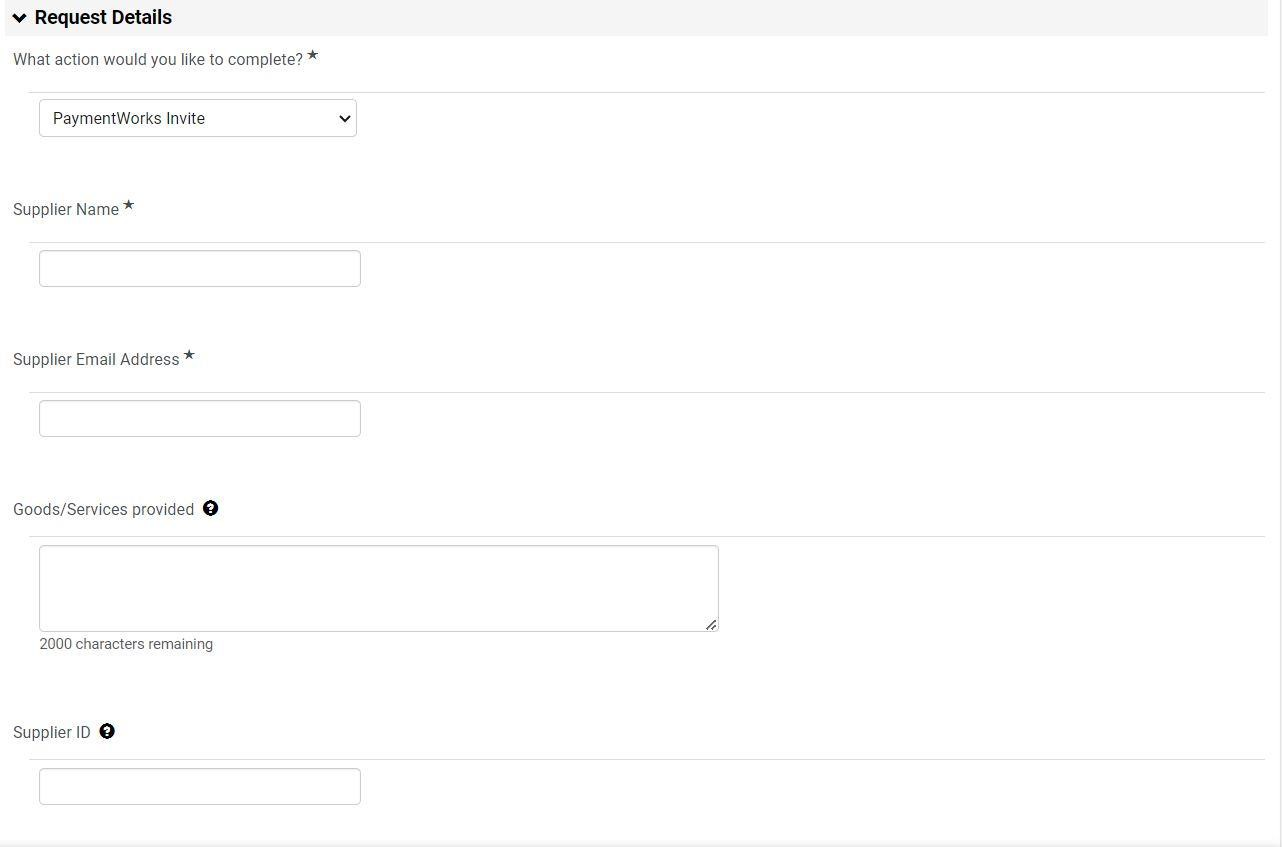 Request Details
What action would you like to complete? ★
PaymentWorks Invite
Supplier Name ★
Supplier Email Address ★
Goods/Services provided ?
2000 characters remaining
Supplier ID ?